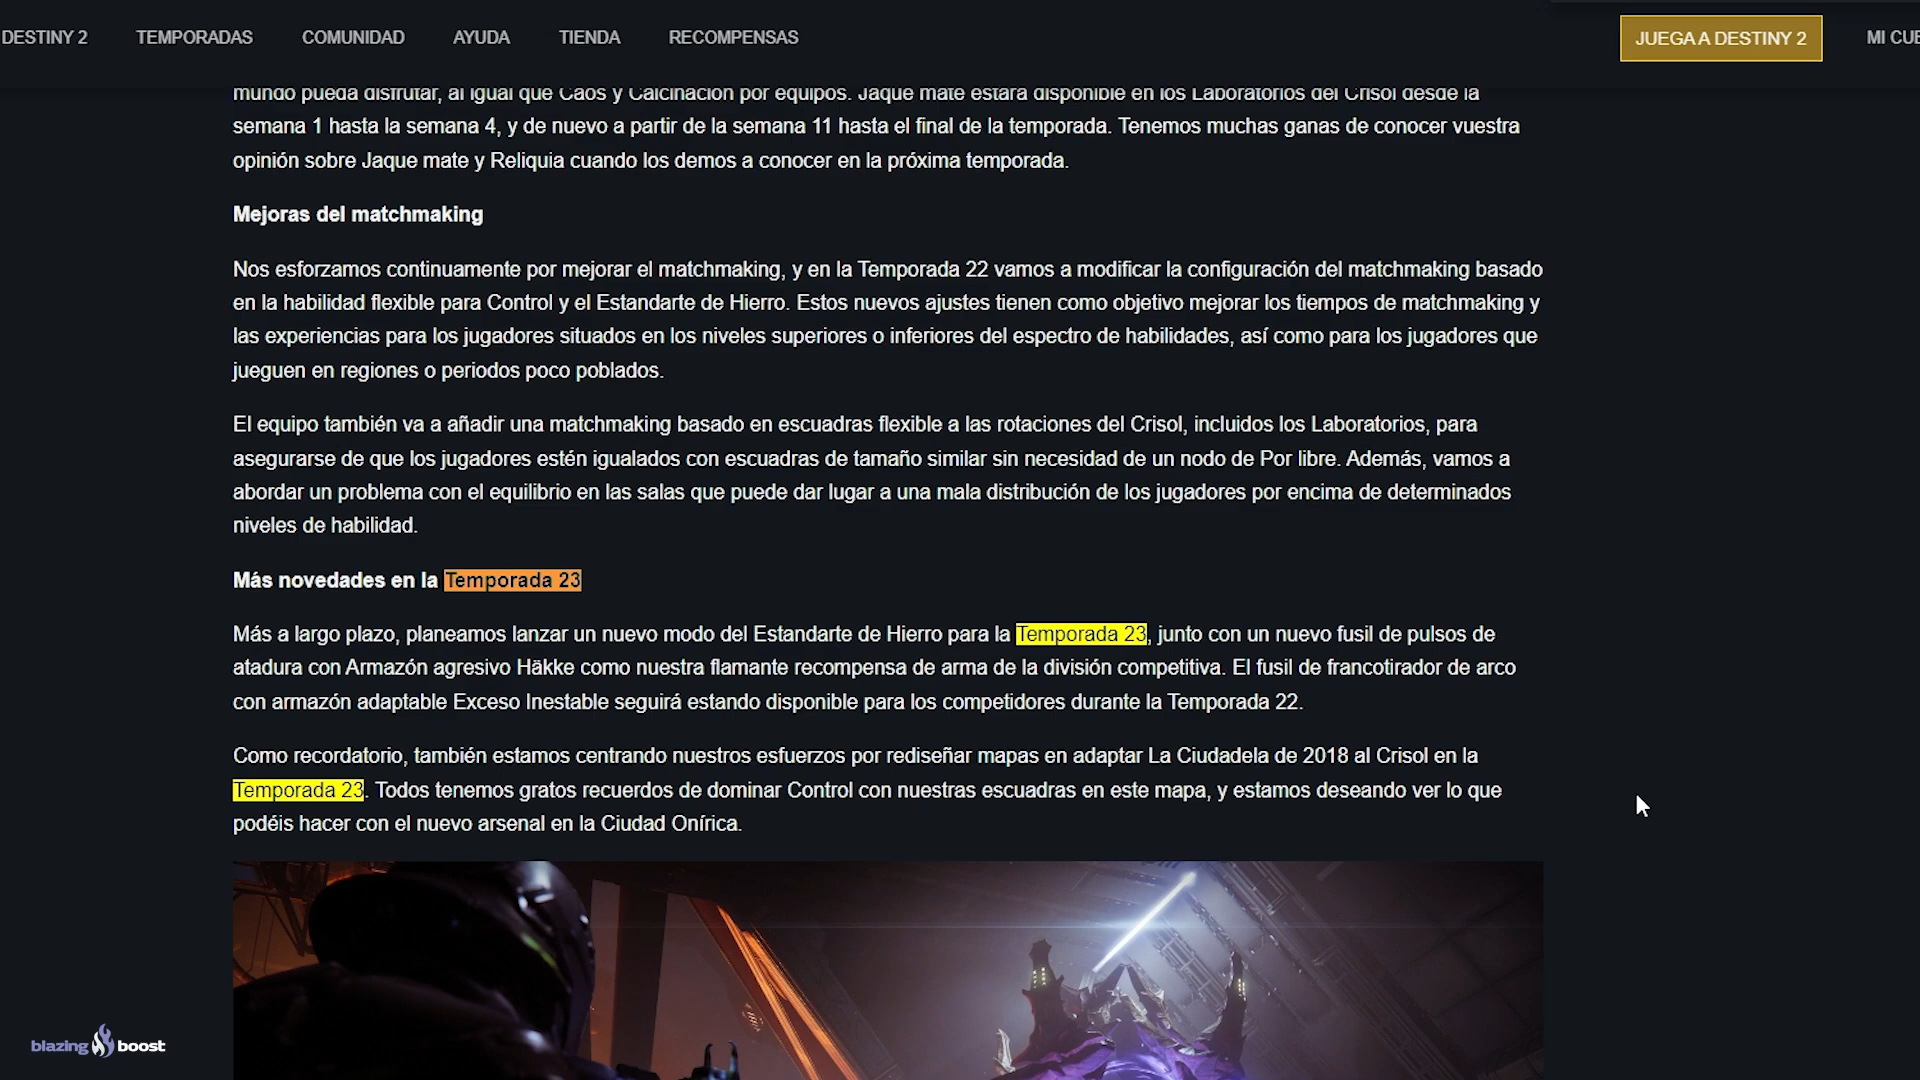 DESTINY 2 TEMPORADAS COMUNIDAD AYUDA TIENDA RECOMPENSAS JUEGA A DESTINY 2 MI CUE
mundo pueda disfrutar, al igual que Caos y Calcinación por equipos. Jaque mate estará disponible en los Laboratorios del Crisol desde la
semana 1 hasta la semana 4, y de nuevo a partir de la semana 11 hasta el final de la temporada. Tenemos muchas ganas de conocer vuestra
opinión sobre Jaque mate y Reliquia cuando los demos a conocer en la próxima temporada.
Mejoras del matchmaking
Nos esforzamos continuamente por mejorar el matchmaking, y en la Temporada 22 vamos a modificar la configuración del matchmaking basado
en la habilidad flexible para Control y el Estandarte de Hierro. Estos nuevos ajustes tienen como objetivo mejorar los tiempos de matchmaking y
las experiencias para los jugadores situados en los niveles superiores o inferiores del espectro de habilidades, así como para los jugadores que
jueguen en regiones o periodos poco poblados.
El equipo también va a añadir una matchmaking basado en escuadras flexible a las rotaciones del Crisol, incluidos los Laboratorios, para
asegurarse de que los jugadores estén igualados con escuadras de tamaño similar sin necesidad de un nodo de Por libre. Además, vamos a
abordar un problema con el equilibrio en las salas que puede dar lugar a una mala distribución de los jugadores por encima de determinados
niveles de habilidad.
Más novedades en la Temporada 23
Más a largo plazo, planeamos lanzar un nuevo modo del Estandarte de Hierro para la Temporada 23, junto con un nuevo fusil de pulsos de
atadura con Armazón agresivo Häkke como nuestra flamante recompensa de arma de la división competitiva. El fusil de francotirador de arco
con armazón adaptable Exceso Inestable seguirá estando disponible para los competidores durante la Temporada 22.
Como recordatorio, también estamos centrando nuestros esfuerzos por rediseñar mapas en adaptar La Ciudadela de 2018 al Crisol en la
Temporada 23. Todos tenemos gratos recuerdos de dominar Control con nuestras escuadras en este mapa, y estamos deseando ver lo que
podéis hacer con el nuevo arsenal en la Ciudad Onírica.
blazing boost